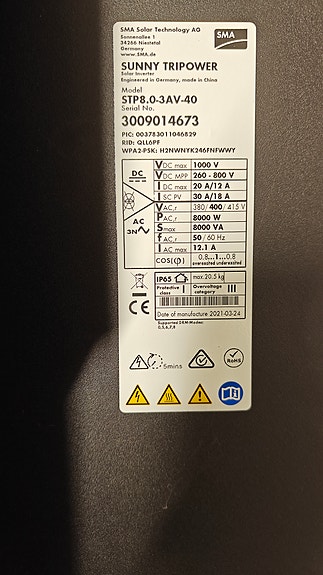 SMA Solar Technology AG
Sonnenallee 1
34266 Niestetal
Germany
www.SMA.de
SMA
SUNNY TRIPOWER
Solar Inverter
Engineered in Germany, made in China
Model
STP8.0-3AV-40
Serial No.
3009014673
PIC: 003783011046829
RID: QLL6PF
WPA2-PSK: H2NWNYK246FNFWWY
DC
VDC max 1000 V
VDC MPP 260 - 800 V
IDC max 20 A/12 A
ISC PV 30 A/18 A
AC
3N
VAC,r 380/400/415 V
PAC,r 8000 W
Smax 8000 VA
fAC,r 50/60 Hz
IAC max 12.1 A
cos(φ) 0.8...1...0.8
overexcited underexcited
IP65 max.20.5 kg
Protective class I Overvoltage category III
CE
Date of manufacture 2021-03-24
Supported DRM-Modes:
0,5,6,7,8
5mins
RoHS